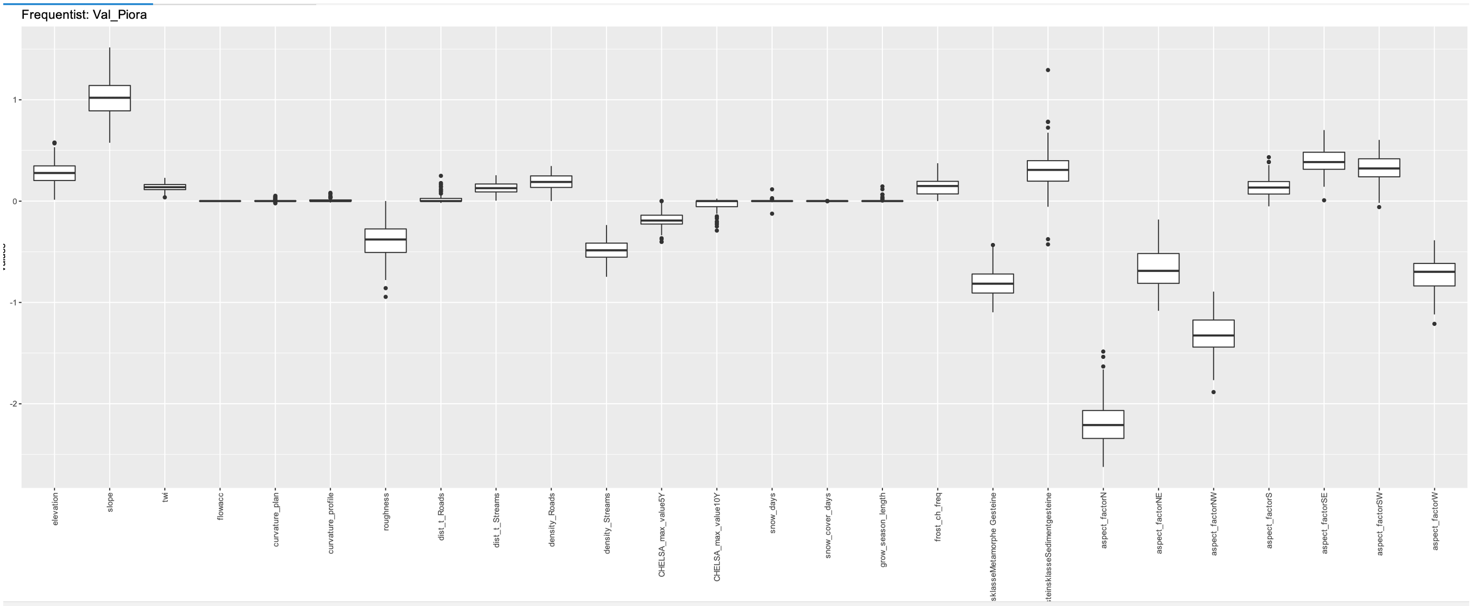 Frequentist: Val_Piora
1
0
-1
-2
elevation
slope
twi
flowacc
curvature_plan
curvature_profile
roughness
dist_t_Roads
dist_t_Streams
density_Roads
density_Streams
CHELSA_max_value5Y
CHELSA_max_value10Y
snow_days
snow_cover_days
grow_season_length
frost_ch_freq
sklasseMetamorphe Gesteine
steinsklasseSedimentgesteine
aspect_factorN
aspect_factorNE
aspect_factorNW
aspect_factorS
aspect_factorSE
aspect_factorSW
aspect_factorW